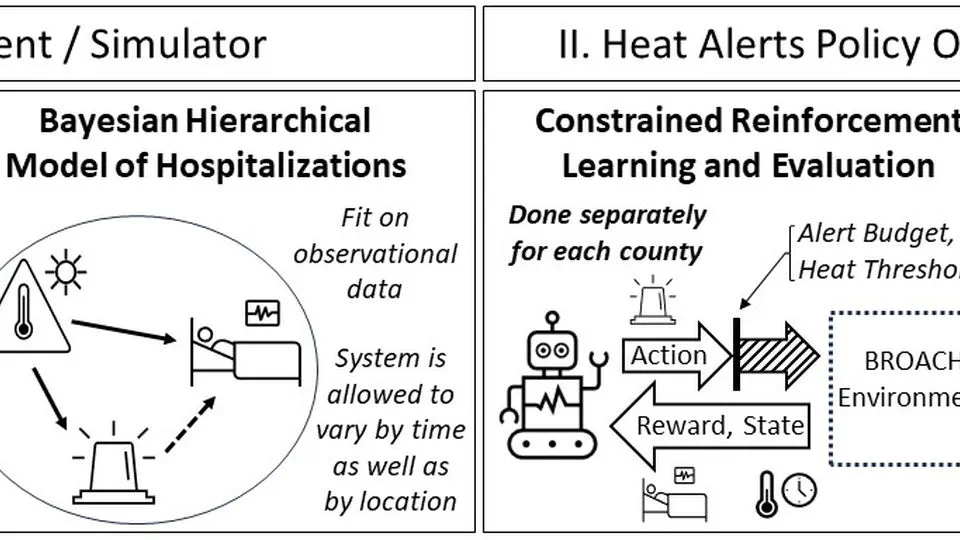 ent / Simulator
Bayesian Hierarchical
Model of Hospitalizations
Fit on
observational
data
System is
allowed to
vary by time
as well as
by location
II. Heat Alerts Policy O
Constrained Reinforcement
Learning and Evaluation
Done separately
for each county
Alert Budget,
Heat Thresho
Action
Reward, State
BROACH
Environme